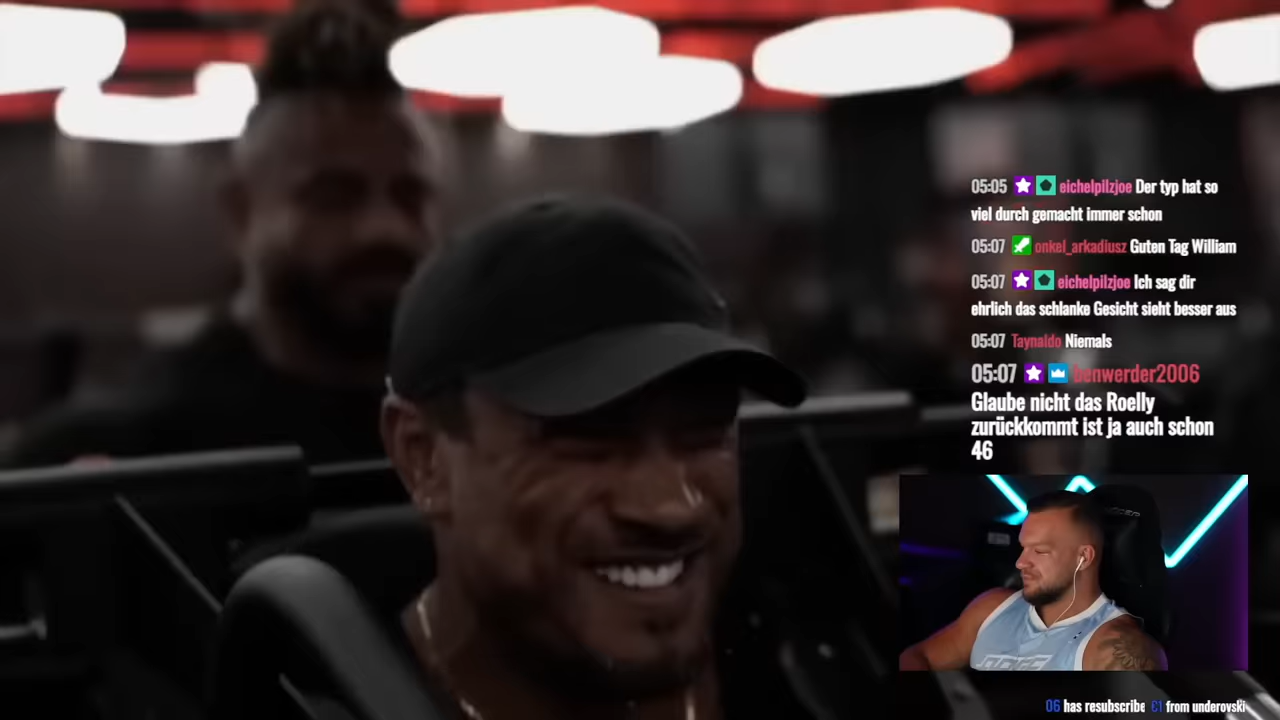 05:05 eichelpilzjoe Der typ hat so
viel durch gemacht immer schon
05:07 onkel_arkadiusz Guten Tag William
05:07 eichelpilzjoe Ich sag dir
ehrlich das schlanke Gesicht sieht besser aus
05:07 Taynaldo Niemals
05:07 benwerder2006
Glaube nicht das Roelly
zurückkommt ist ja auch schon
46
06 has resubscribe €1 from underovski